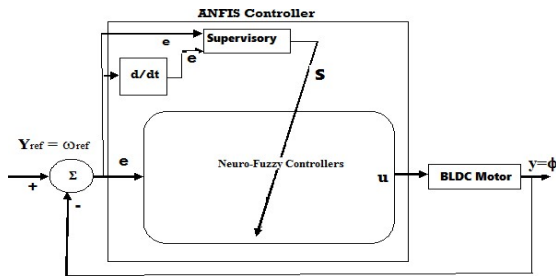 ANFIS Controller
e
Supervisory
d/dt
e
S
Yref = ωref
Neuro-Fuzzy Controllers
Σ
e
u
BLDC Motor
y=ϕ
+
-